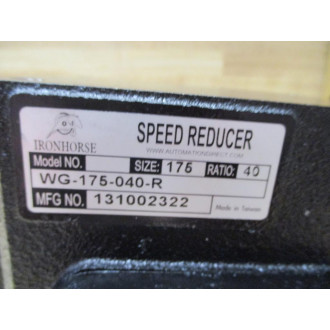 IRONHORSE
SPEED REDUCER
WWW.AUTOMATIONDIRECT.COM
Model NO. SIZE: 175 RATIO: 40
WG-175-040-R
MFG NO. 131002322
Made in Taiwan